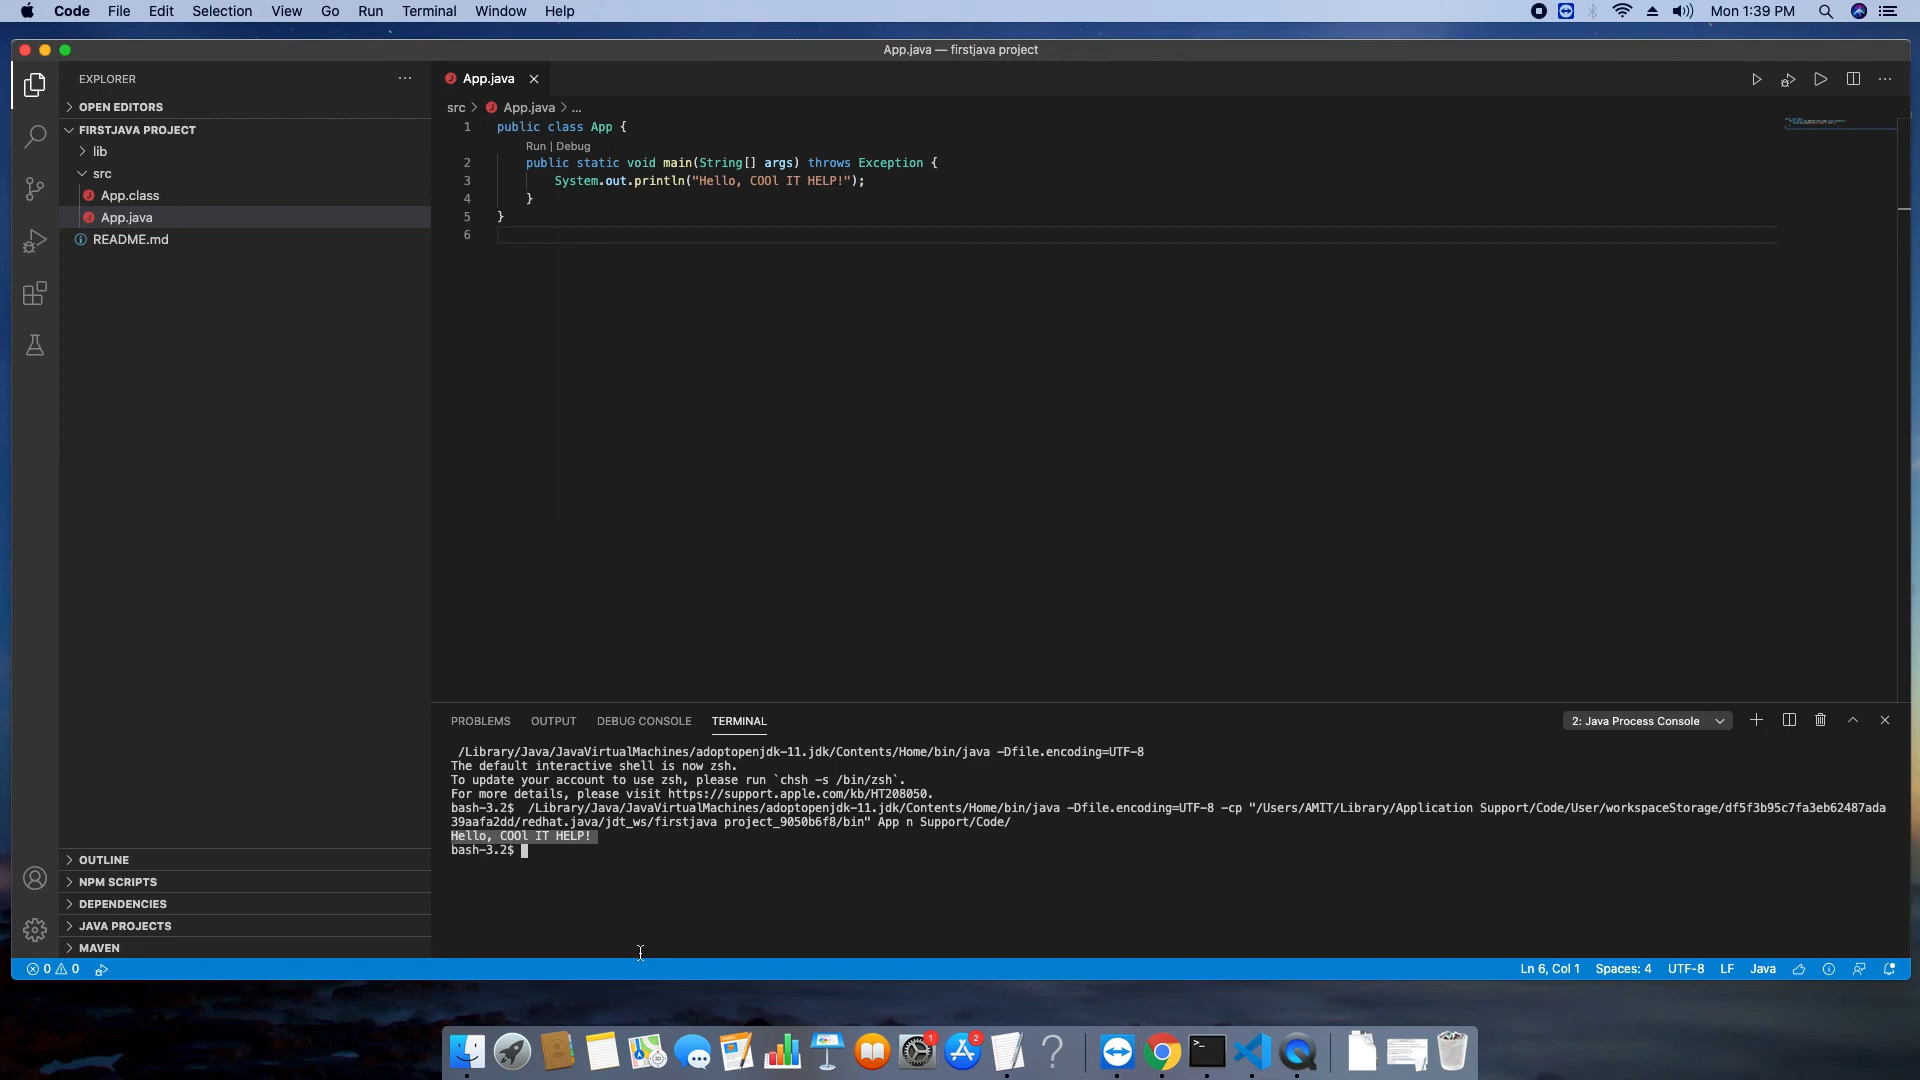 Code File Edit Selection View Go Run Terminal Window Help Mon 1:39 PM
App.java — firstjava project
EXPLORER
OPEN EDITORS
FIRSTJAVA PROJECT
lib
src
App.class
App.java
README.md
OUTLINE
NPM SCRIPTS
DEPENDENCIES
JAVA PROJECTS
MAVEN
App.java
src > App.java > ...
1 public class App {
Run | Debug
2 public static void main(String[] args) throws Exception {
3 System.out.println("Hello, COOl IT HELP!");
4 }
5 }
6
PROBLEMS OUTPUT DEBUG CONSOLE TERMINAL 2: Java Process Console
/Library/Java/JavaVirtualMachines/adoptopenjdk-11.jdk/Contents/Home/bin/java -Dfile.encoding=UTF-8
The default interactive shell is now zsh.
To update your account to use zsh, please run `chsh -s /bin/zsh`.
For more details, please visit https://support.apple.com/kb/HT208050.
bash-3.2$ /Library/Java/JavaVirtualMachines/adoptopenjdk-11.jdk/Contents/Home/bin/java -Dfile.encoding=UTF-8 -cp "/Users/AMIT/Library/Application Support/Code/User/workspaceStorage/df5f3b95c7fa3eb62487ada
39aafa2dd/redhat.java/jdt_ws/firstjava project_9050b6f8/bin" App n Support/Code/
Hello, COOl IT HELP!
bash-3.2$
0 0 Ln 6, Col 1 Spaces: 4 UTF-8 LF Java
1 2